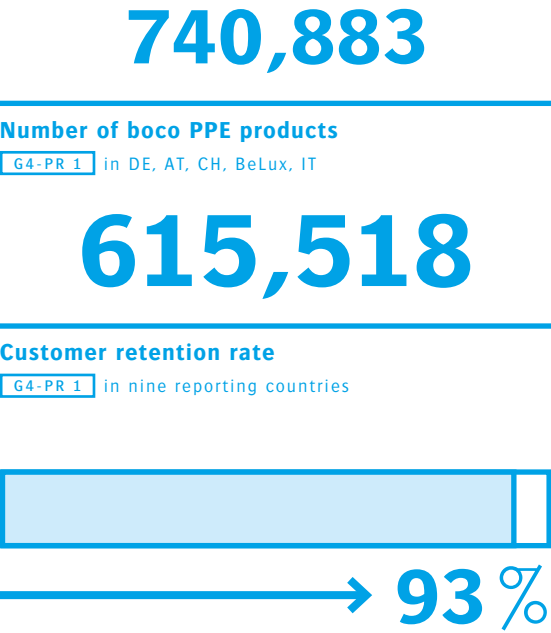 740,883
Number of boco PPE products
G4-PR 1 in DE, AT, CH, BeLux, IT
615,518
Customer retention rate
G4-PR 1 in nine reporting countries
93 %